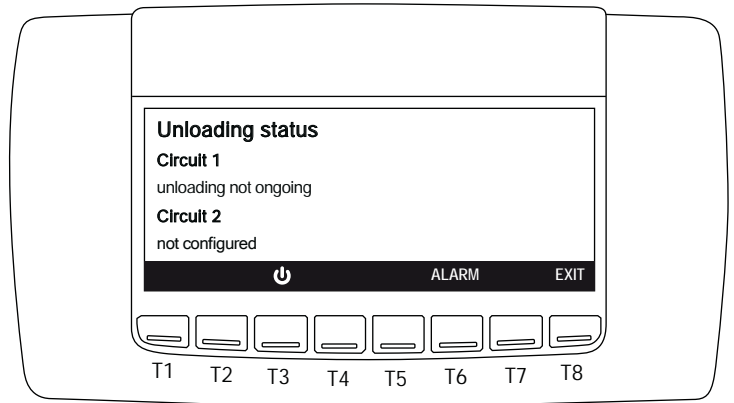 Unloading status
Circuit 1
unloading not ongoing
Circuit 2
not configured
ALARM EXIT
T1 T2 T3 T4 T5 T6 T7 T8